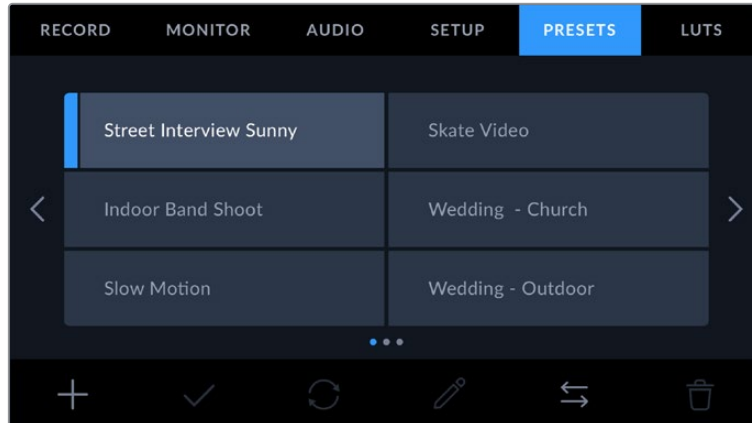 RECORD MONITOR AUDIO SETUP PRESETS LUTS
Street Interview Sunny Skate Video
Indoor Band Shoot Wedding - Church
Slow Motion Wedding - Outdoor